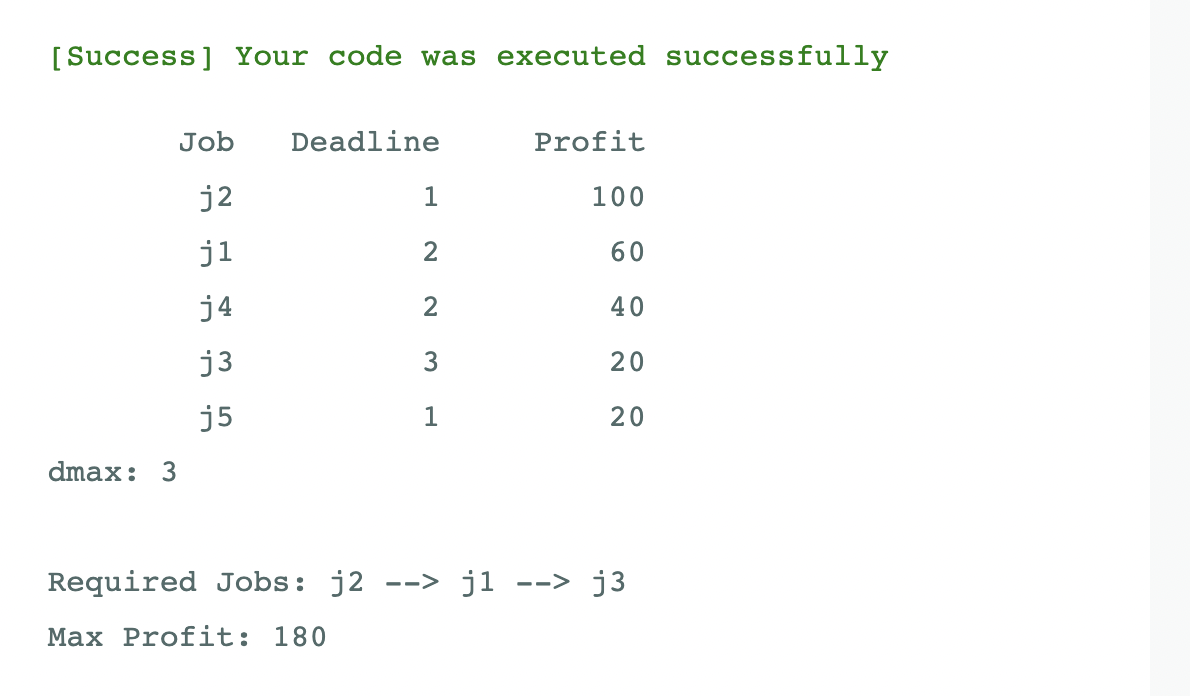 [Success] Your code was executed successfully
Job Deadline Profit
j2 1 100
j1 2 60
j4 2 40
j3 3 20
j5 1 20
dmax: 3
Required Jobs: j2 --> j1 --> j3
Max Profit: 180